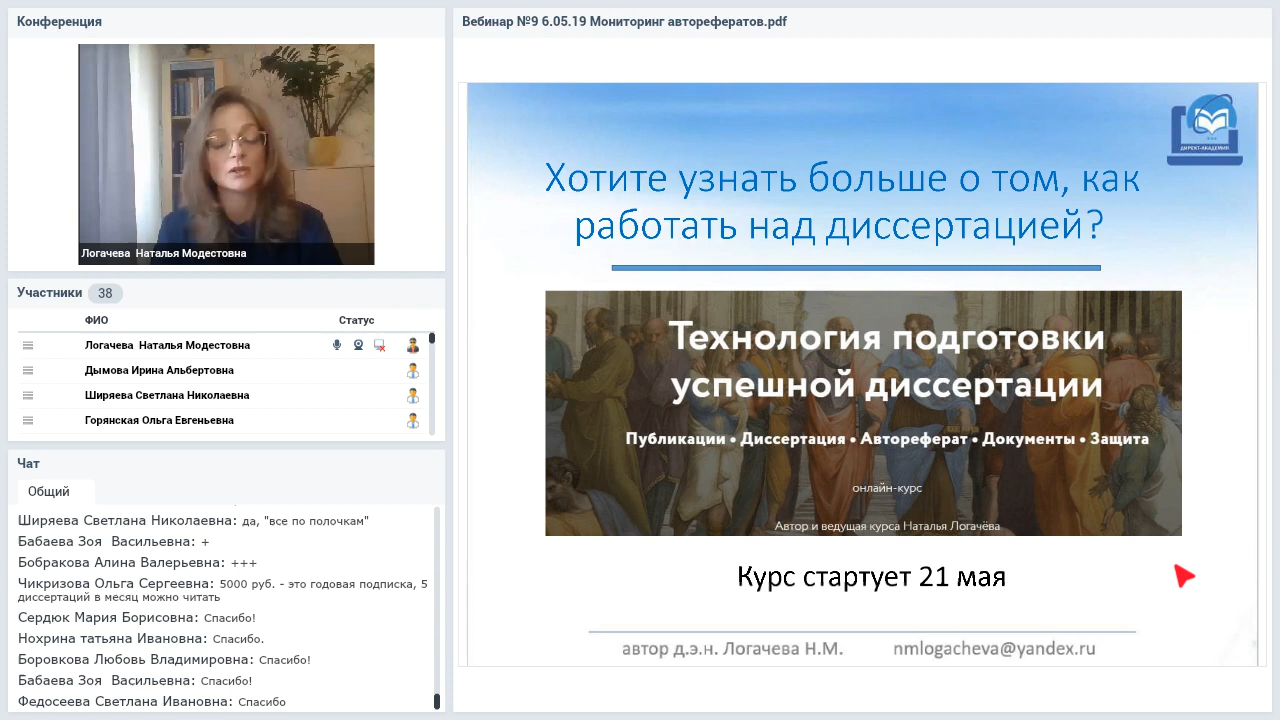 Конференция
Логачева Наталья Модестовна
Участники 38
ФИО Статус
Логачева Наталья Модестовна
Дымова Ирина Альбертовна
Ширяева Светлана Николаевна
Горянская Ольга Евгеньевна
Чат
Общий
Ширяева Светлана Николаевна: да, "все по полочкам"
Бабаева Зоя Васильевна: +
Бобракова Алина Валерьевна: +++
Чикризова Ольга Сергеевна: 5000 руб. - это годовая подписка, 5
диссертаций в месяц можно читать
Сердюк Мария Борисовна: Спасибо!
Нохрина татьяна Ивановна: Спасибо.
Боровкова Любовь Владимировна: Спасибо!
Бабаева Зоя Васильевна: Спасибо!
Федосеева Светлана Ивановна: Спасибо
Вебинар №9 6.05.19 Мониторинг авторефератов.pdf
ДИРЕКТ-АКАДЕМИЯ
Хотите узнать больше о том, как
работать над диссертацией?
Технология подготовки
успешной диссертации
Публикации • Диссертация • Автореферат • Документы • Защита
онлайн-курс
Автор и ведущая курса Наталья Логачёва
Курс стартует 21 мая
автор д.э.н. Логачева Н.М. nmlogacheva@yandex.ru